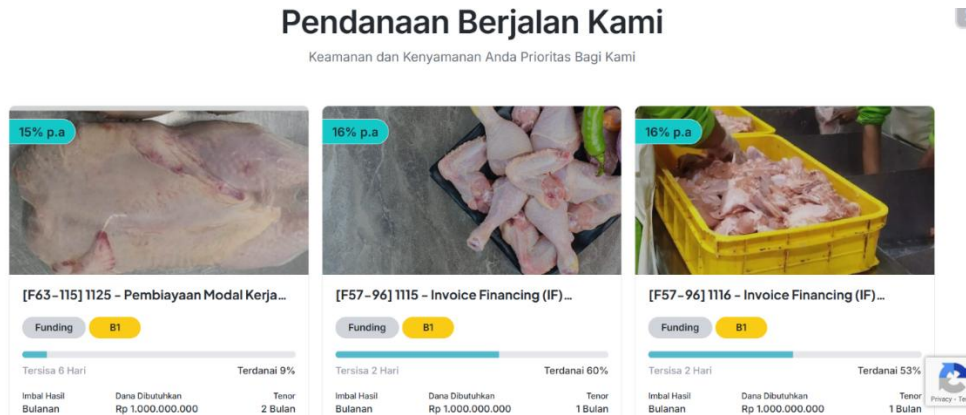 Pendanaan Berjalan Kami
Keamanan dan Kenyamanan Anda Prioritas Bagi Kami
15% p.a
16% p.a
16% p.a
[F63-115] 1125 - Pembiayaan Modal Kerja...
[F57-96] 1115 - Invoice Financing (IF)...
[F57-96] 1116 - Invoice Financing (IF)...
Funding B1
Funding B1
Funding B1
Tersisa 6 Hari Terdanai 9%
Tersisa 2 Hari Terdanai 60%
Tersisa 2 Hari Terdanai 53%
Imbal Hasil Dana Dibutuhkan Tenor
Bulanan Rp 1.000.000.000 2 Bulan
Imbal Hasil Dana Dibutuhkan Tenor
Bulanan Rp 1.000.000.000 1 Bulan
Imbal Hasil Dana Dibutuhkan Tenor
Bulanan Rp 1.000.000.000 1 Bulan
Privacy - Te